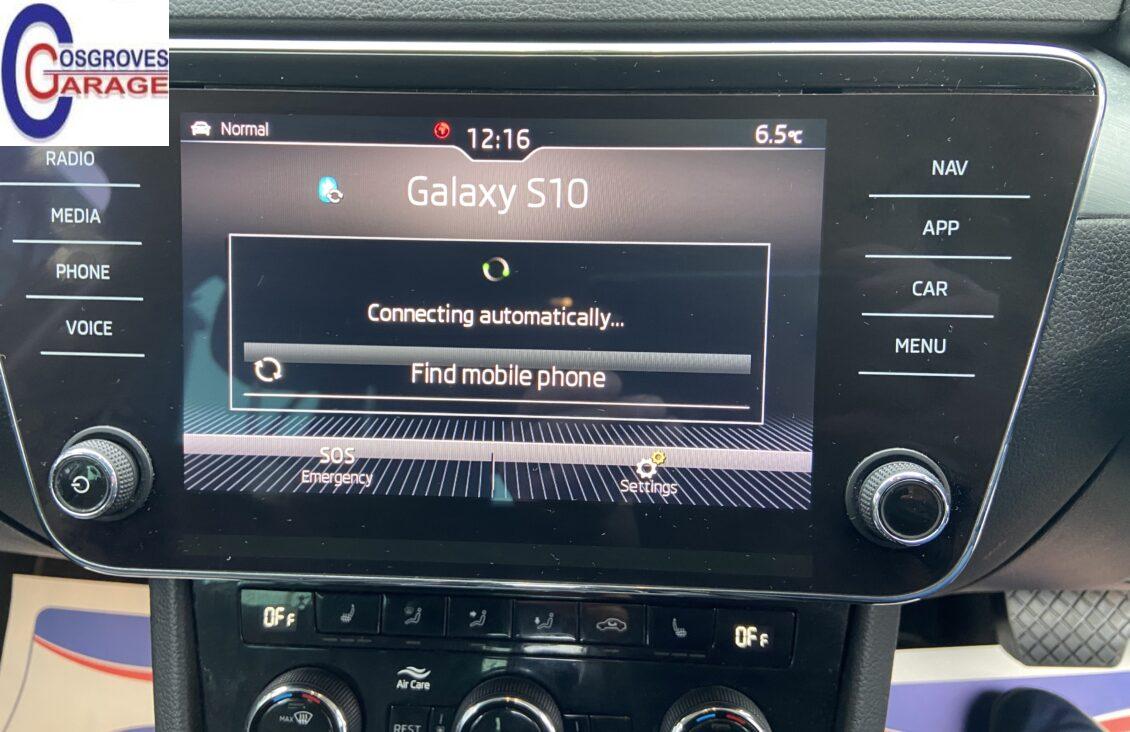 COSGROVES
GARAGE
Normal
12:16
6.5°C
RADIO
MEDIA
PHONE
VOICE
Galaxy S10
Connecting automatically...
Find mobile phone
SOS
Emergency
Settings
NAV
APP
CAR
MENU
OFF
OFF
Air Care
MAX
REST